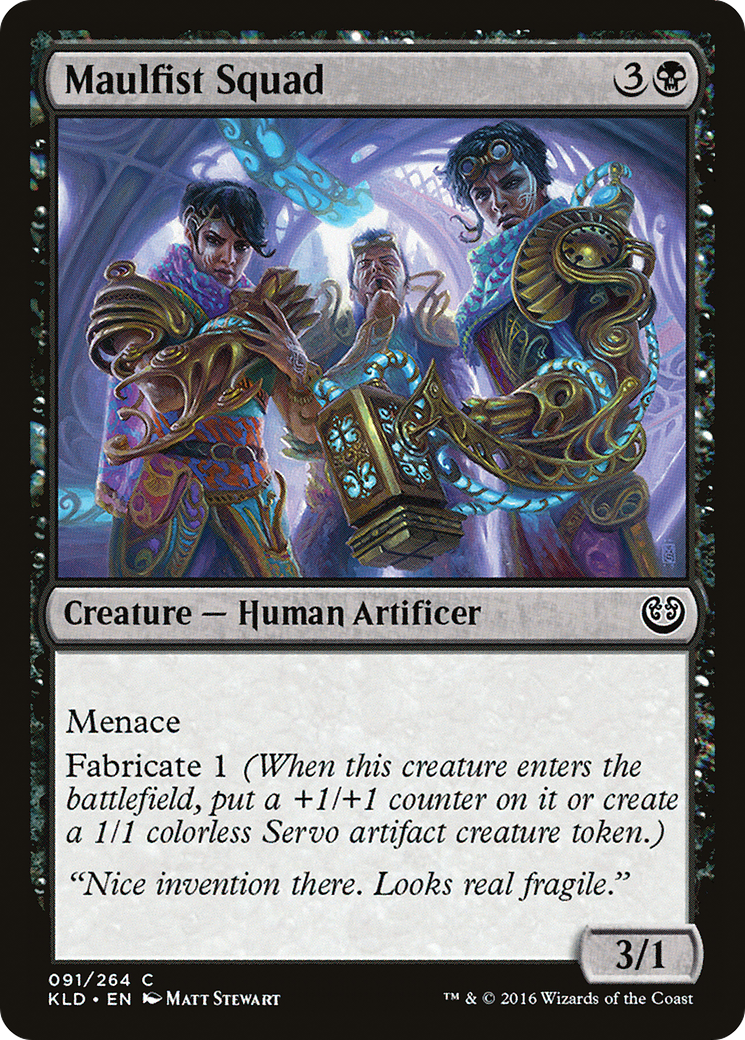 Maulfist Squad 3
Creature — Human Artificer
Menace
Fabricate 1 (When this creature enters the
battlefield, put a +1/+1 counter on it or create
a 1/1 colorless Servo artifact creature token.)
“Nice invention there. Looks real fragile.”
3/1
091/264 C
KLD • EN Matt Stewart
™ & © 2016 Wizards of the Coast